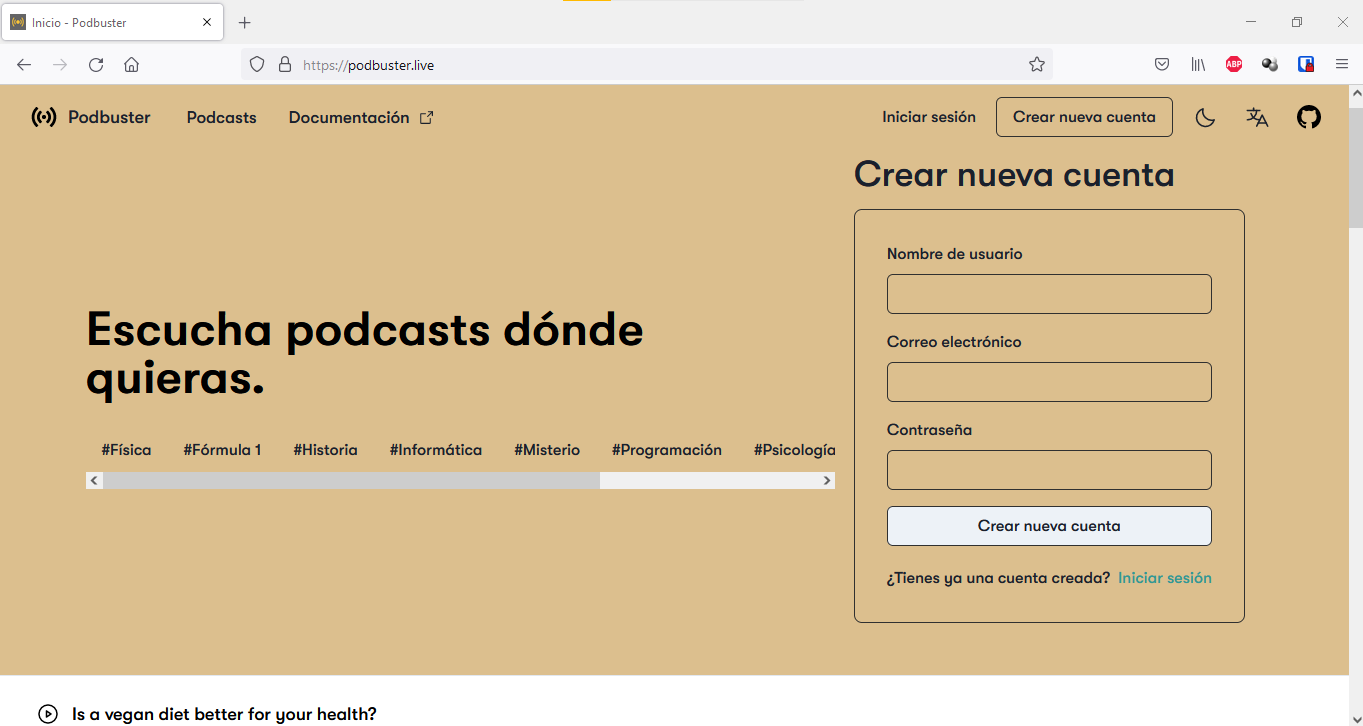 Inicio - Podbuster
https://podbuster.live
ABP
Podbuster Podcasts Documentación Iniciar sesión Crear nueva cuenta
Crear nueva cuenta
Nombre de usuario
Correo electrónico
Contraseña
Crear nueva cuenta
¿Tienes ya una cuenta creada? Iniciar sesión
Escucha podcasts dónde
quieras.
#Física #Fórmula 1 #Historia #Informática #Misterio #Programación #Psicología
Is a vegan diet better for your health?